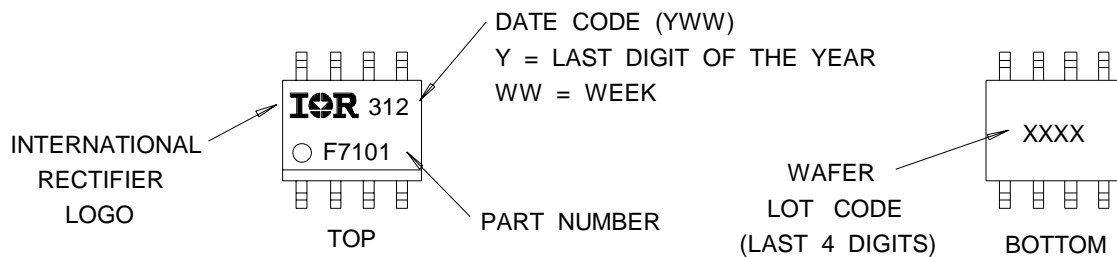 DATE CODE (YWW)
Y = LAST DIGIT OF THE YEAR
WW = WEEK
IOR 312
F7101
INTERNATIONAL
RECTIFIER
LOGO
PART NUMBER
TOP
XXXX
WAFER
LOT CODE
(LAST 4 DIGITS)
BOTTOM